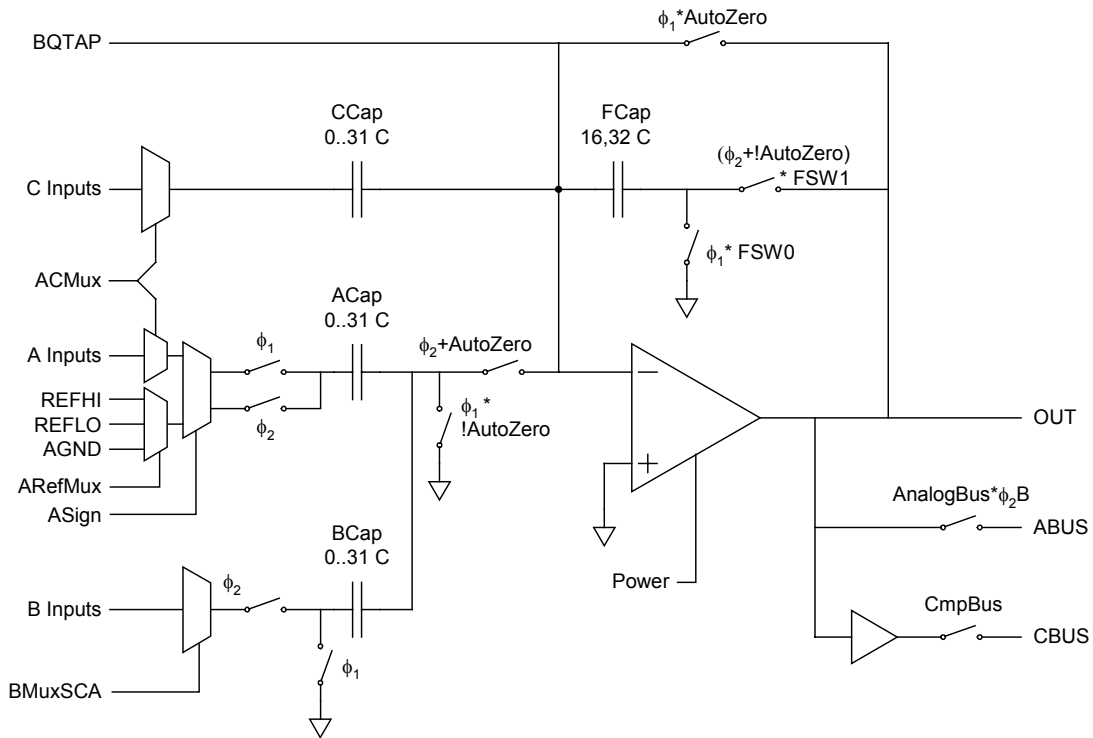 ϕ1*AutoZero
BQTAP
CCap
0..31 C
FCap
16,32 C
(ϕ2+!AutoZero)
* FSW1
C Inputs
ϕ1* FSW0
ACMux
ACap
0..31 C
ϕ1
ϕ2+AutoZero
A Inputs
REFHI
REFLO
AGND
ϕ2
ϕ1*
!AutoZero
OUT
ARefMux
ASign
AnalogBus*ϕ2B
ABUS
BCap
0..31 C
Power
ϕ2
B Inputs
CmpBus
CBUS
ϕ1
BMuxSCA